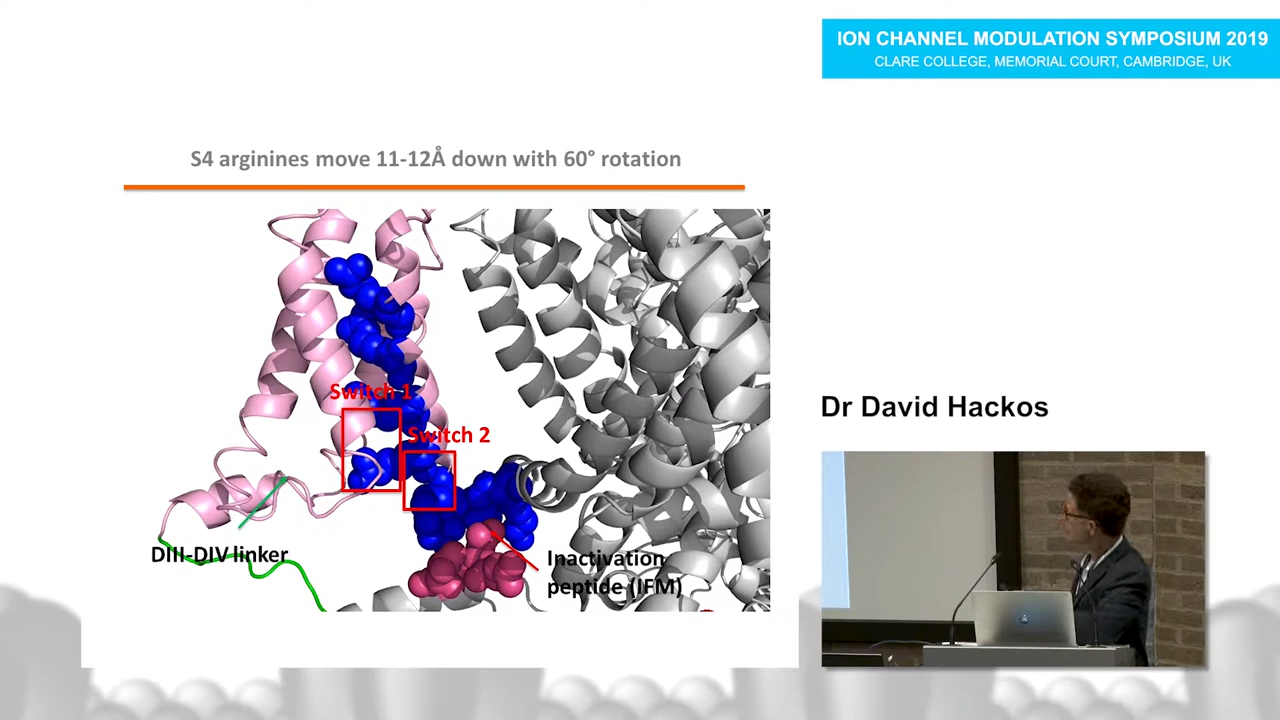 ION CHANNEL MODULATION SYMPOSIUM 2019
CLARE COLLEGE, MEMORIAL COURT, CAMBRIDGE, UK
S4 arginines move 11-12Å down with 60° rotation
Switch 1
Switch 2
DIII-DIV linker
Inactivation
peptide (IFM)
Dr David Hackos